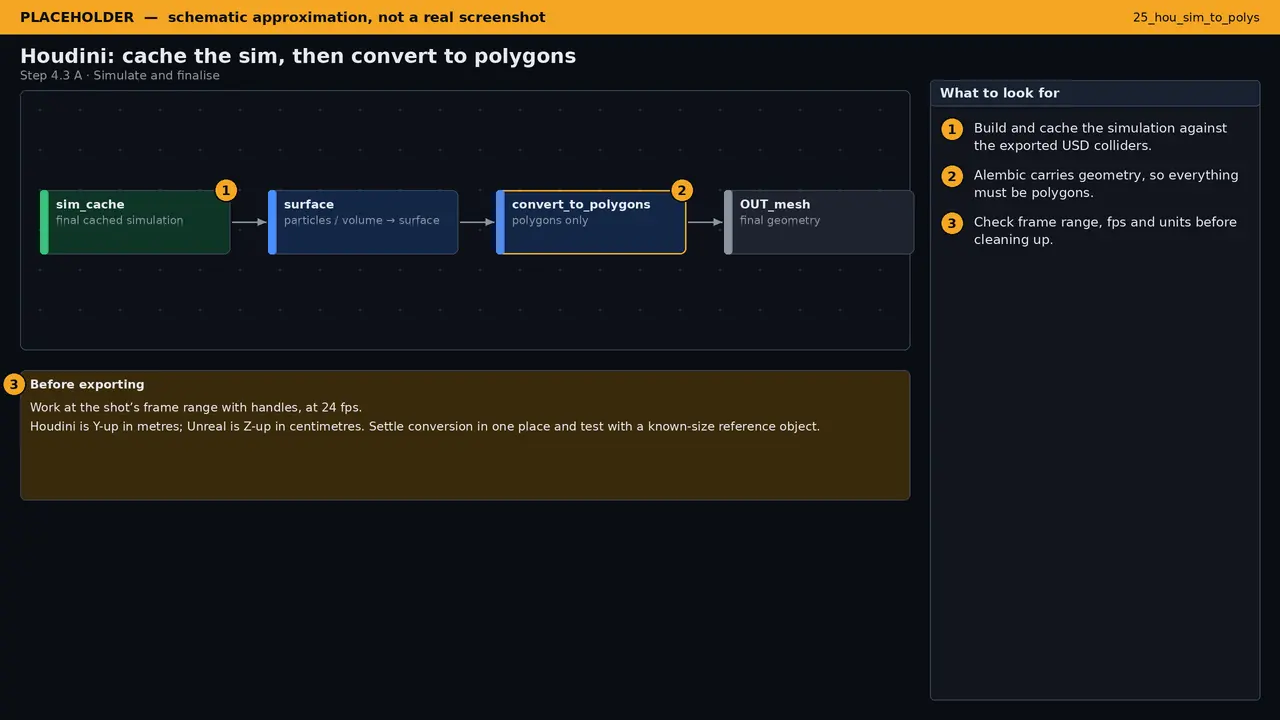 PLACEHOLDER — schematic approximation, not a real screenshot
25_hou_sim_to_polys
Houdini: cache the sim, then convert to polygons
Step 4.3 A · Simulate and finalise
1
sim_cache
final cached simulation
surface
particles / volume → surface
2
convert_to_polygons
polygons only
OUT_mesh
final geometry
3
Before exporting
Work at the shot’s frame range with handles, at 24 fps.
Houdini is Y-up in metres; Unreal is Z-up in centimetres. Settle conversion in one place and test with a known-size reference object.
What to look for
1
Build and cache the simulation against
the exported USD colliders.
2
Alembic carries geometry, so everything
must be polygons.
3
Check frame range, fps and units before
cleaning up.